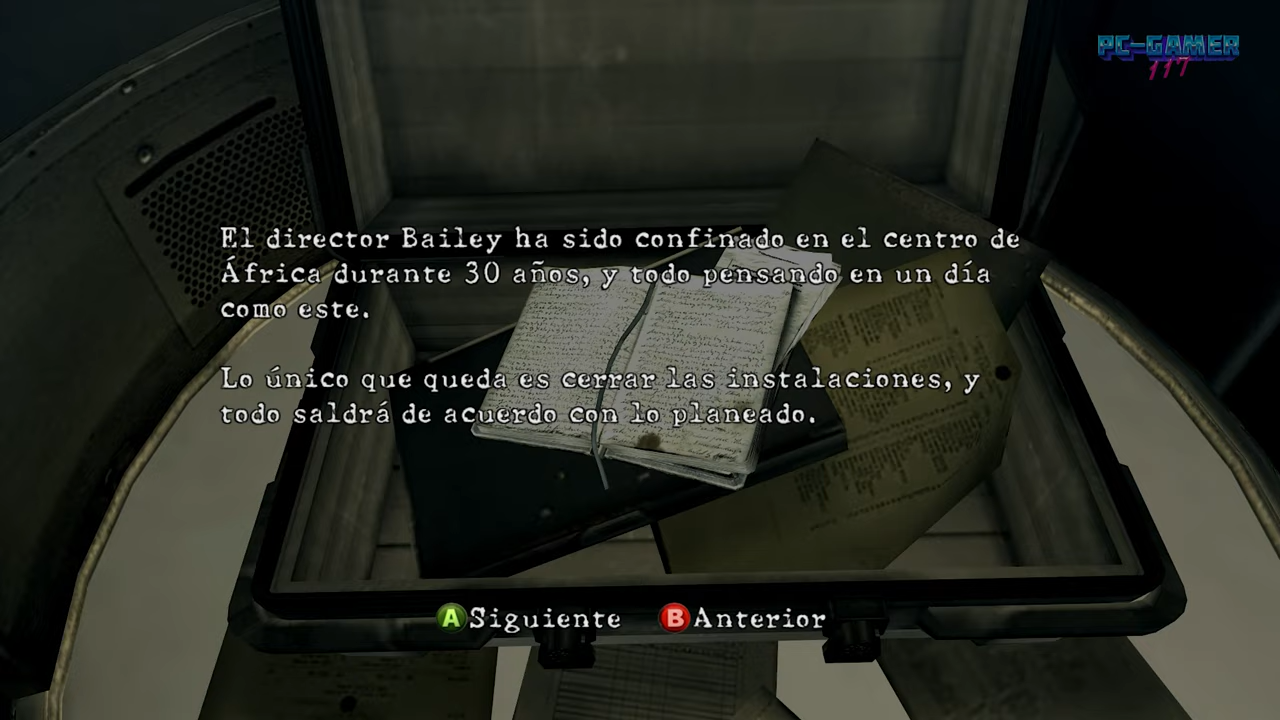 PC-GAMER
117
El director Bailey ha sido confinado en el centro de
África durante 30 años, y todo pensando en un día
como este.
Lo único que queda es cerrar las instalaciones, y
todo saldrá de acuerdo con lo planeado.
A Siguiente B Anterior